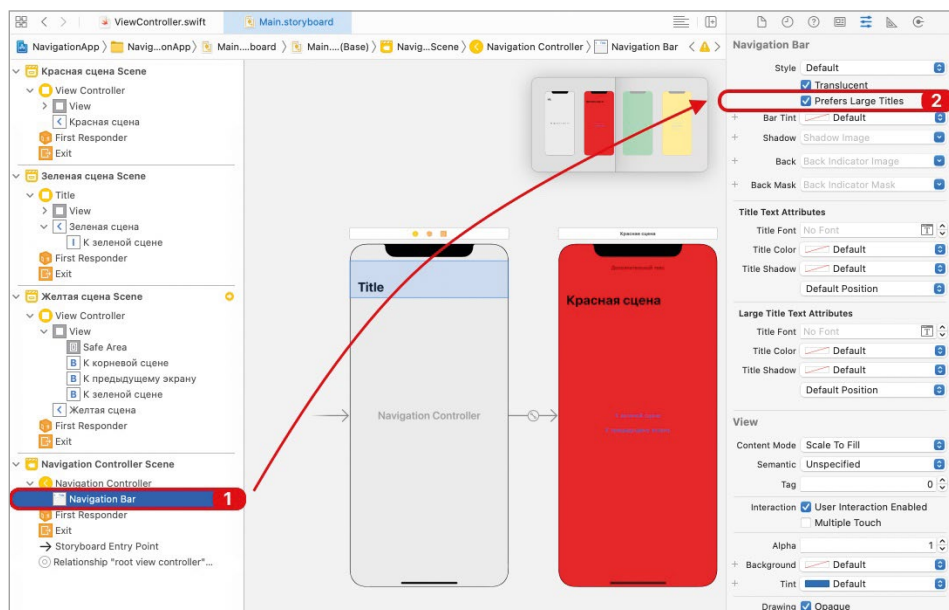 ViewController.swift
Main.storyboard
NavigationApp
Navig...onApp
Main....board
Main....(Base)
Navig...Scene
Navigation Controller
Navigation Bar
Красная сцена Scene
View Controller
View
Красная сцена
First Responder
Exit
Зеленая сцена Scene
Title
View
Зеленая сцена
К зеленой сцене
First Responder
Exit
Желтая сцена Scene
View Controller
View
Safe Area
B К корневой сцене
B К предыдущему экрану
B К зеленой сцене
Желтая сцена
First Responder
Exit
Navigation Controller Scene
Navigation Controller
Navigation Bar 1
First Responder
Exit
Storyboard Entry Point
Relationship "root view controller"...
Title
Navigation Controller
Красная сцена
Красная сцена
Navigation Bar
Style Default
Translucent
Prefers Large Titles 2
Bar Tint Default
Shadow Shadow Image
Back Back Indicator Image
Back Mask Back Indicator Mask
Title Text Attributes
Title Font No Font
Title Color Default
Title Shadow Default
Default Position
Large Title Text Attributes
Title Font No Font
Title Color Default
Title Shadow Default
Default Position
View
Content Mode Scale To Fill
Semantic Unspecified
Tag 0
Interaction User Interaction Enabled
Multiple Touch
Alpha 1
Background Default
Tint Default
Drawing Opaque